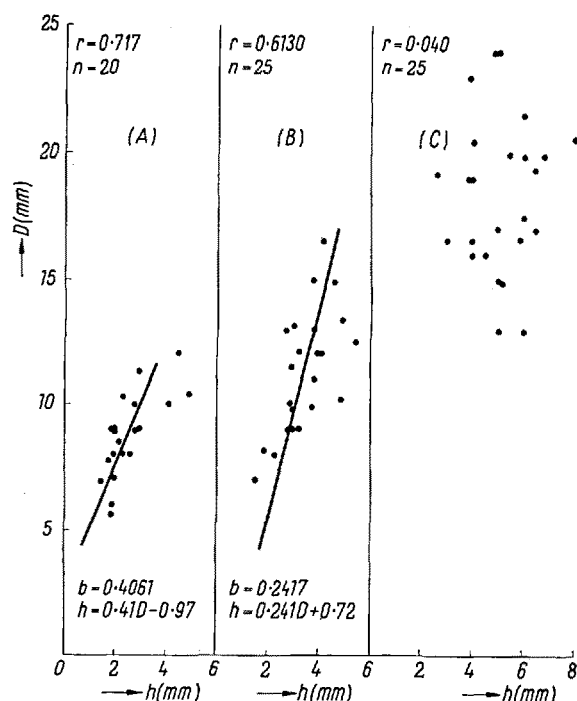 r=0·717
n=20
(A)
b=0·4061
h=0·41D-0·97
r=0·6130
n=25
(B)
b=0·2417
h=0·241D+0·72
r=0·040
n=25
(C)
D(mm)
25
20
15
10
5
0
0 2 4 6
2 4 6
2 4 6 8
h(mm)
h(mm)
h(mm)